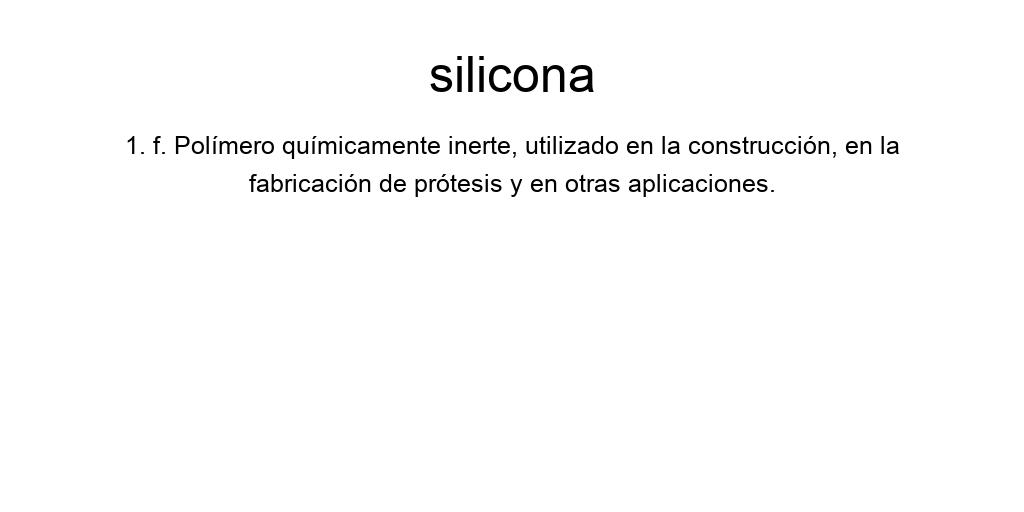 silicona
1. f. Polímero químicamente inerte, utilizado en la construcción, en la
fabricación de prótesis y en otras aplicaciones.